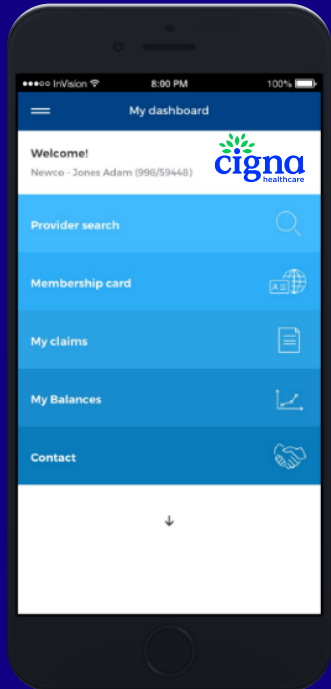 InVision 8:00 PM 100%
My dashboard
Welcome!
Newco - Jones Adam (998/59448)
cigna
healthcare
Provider search
Membership card
My claims
My Balances
Contact